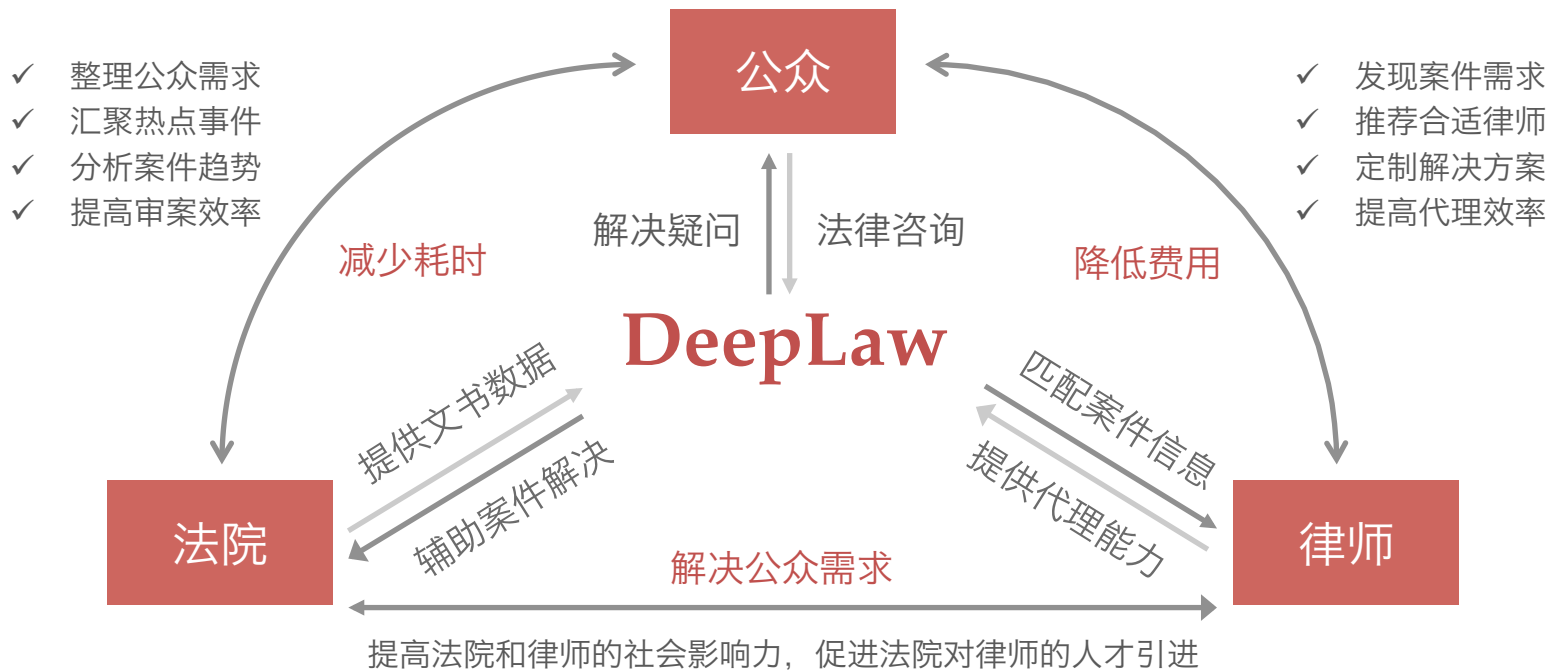 公众
整理公众需求
汇聚热点事件
分析案件趋势
提高审案效率
发现案件需求
推荐合适律师
定制解决方案
提高代理效率
解决疑问
法律咨询
减少耗时
降低费用
DeepLaw
提供文书数据
辅助案件解决
匹配案件信息
提供代理能力
法院
律师
解决公众需求
提高法院和律师的社会影响力，促进法院对律师的人才引进